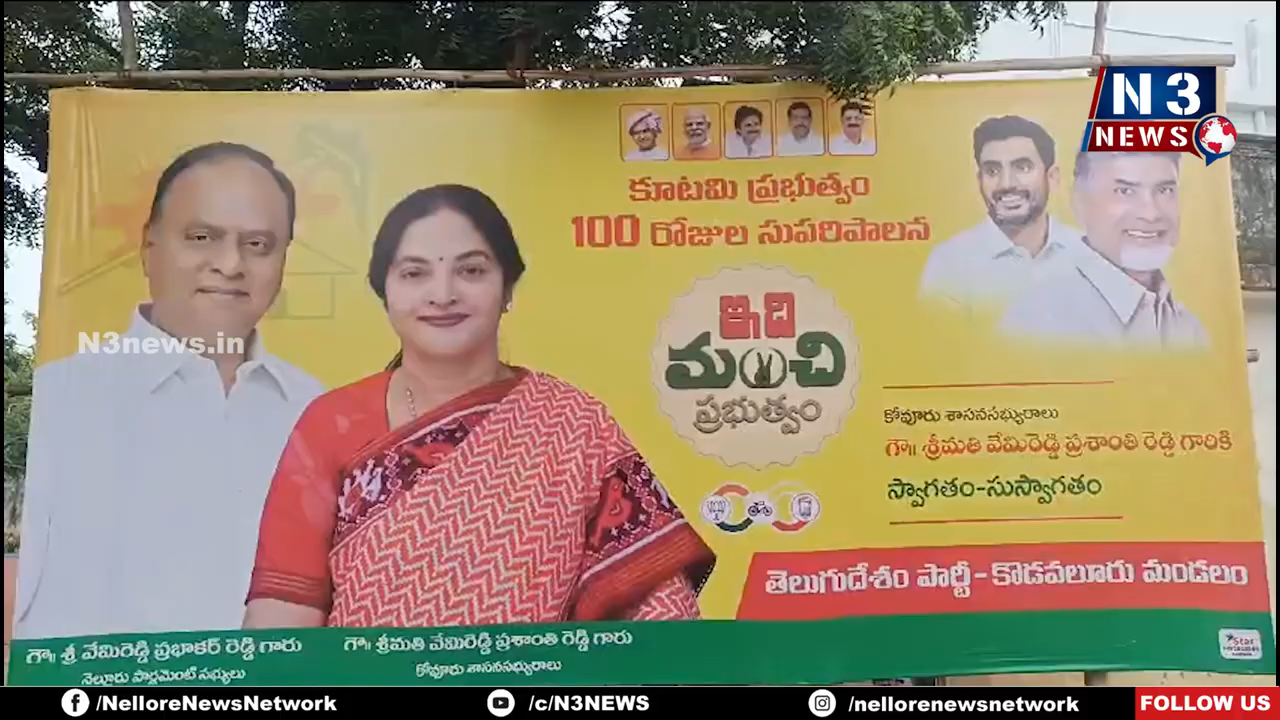 N3
NEWS
కూటమి ప్రభుత్వం
100 రోజుల సుపరిపాలన
N3news.in
ఇది
మంచి
ప్రభుత్వం
కోవూరు శాసనసభ్యురాలు
గౌ॥ శ్రీమతి వేమిరెడ్డి ప్రశాంతి రెడ్డి గారికి
స్వాగతం-సుస్వాగతం
తెలుగుదేశం పార్టీ - కొడవలూరు మండలం
గౌ॥ శ్రీ వేమిరెడ్డి ప్రభాకర్ రెడ్డి గారు
నెల్లూరు పార్లమెంట్ సభ్యులు
గౌ॥ శ్రీమతి వేమిరెడ్డి ప్రశాంతి రెడ్డి గారు
కోవూరు శాసనసభ్యురాలు
Star
/NelloreNewsNetwork
/c/N3NEWS
/nellorenewsnetwork
FOLLOW US